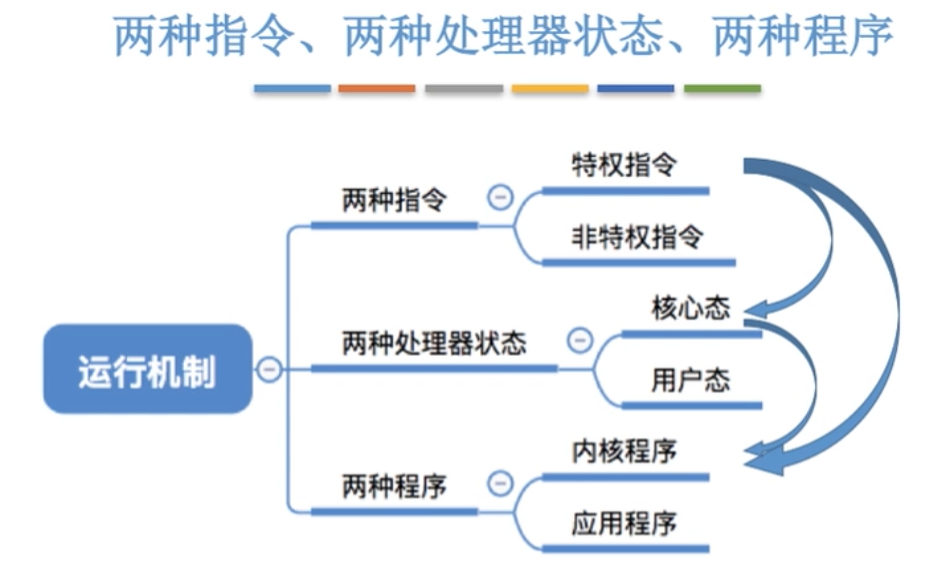 两种指令、两种处理器状态、两种程序
特权指令
两种指令
非特权指令
核心态
两种处理器状态
运行机制
用户态
内核程序
两种程序
应用程序